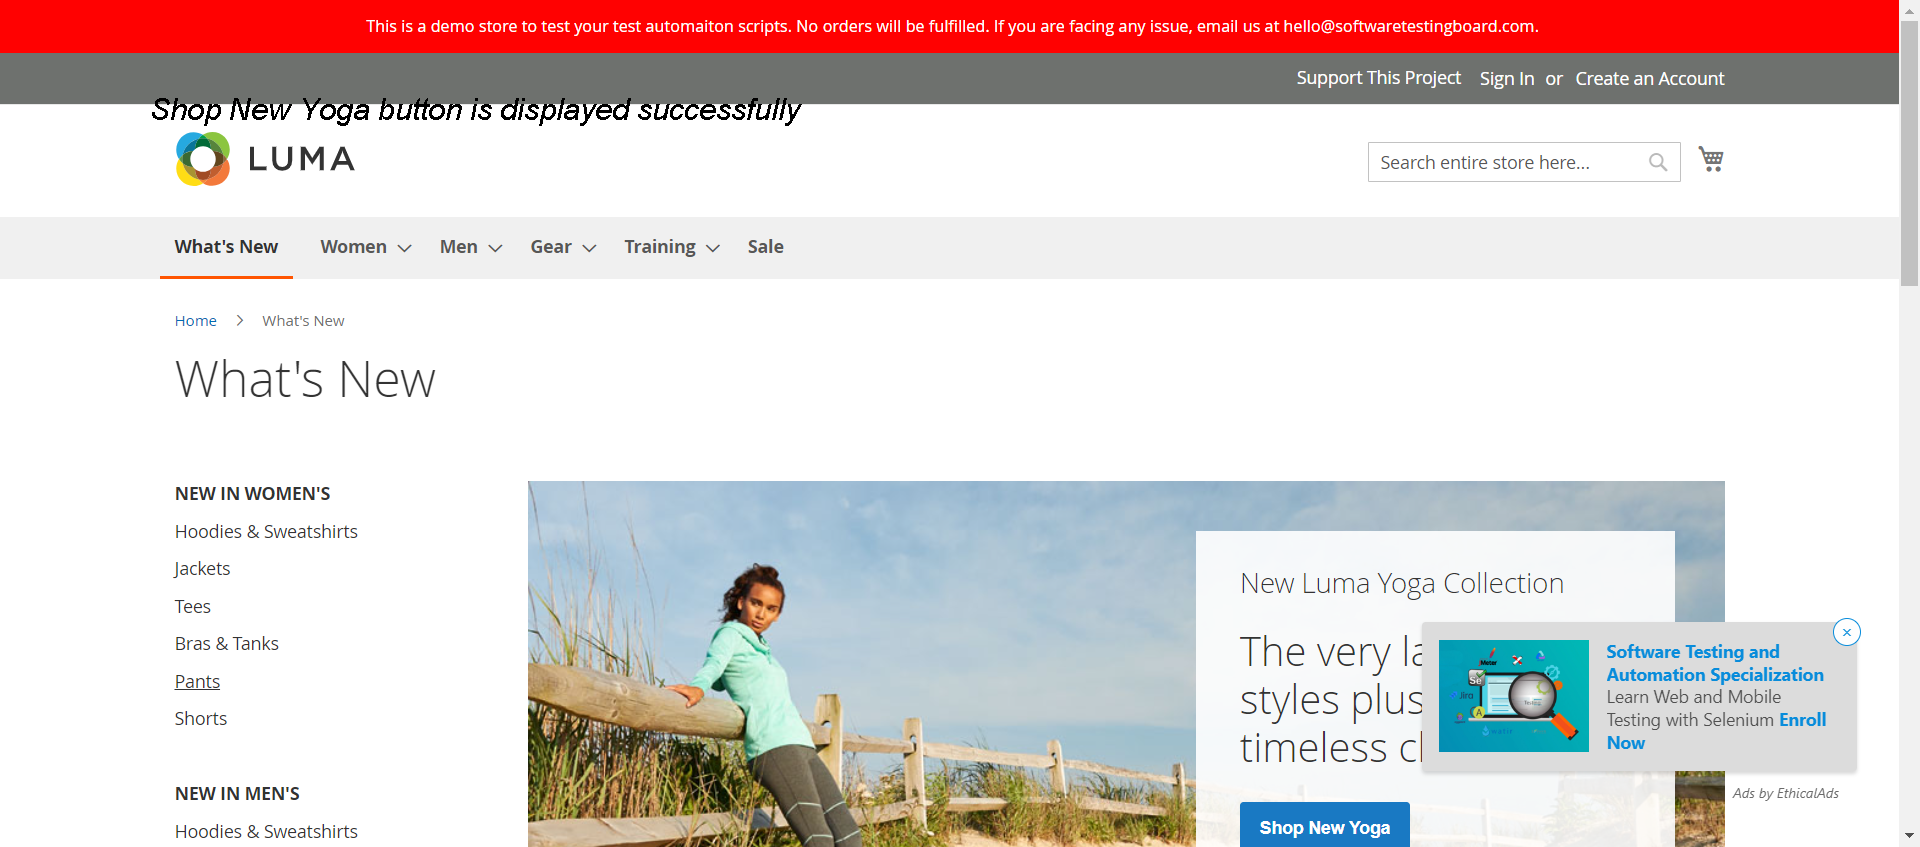 This is a demo store to test your test automaiton scripts. No orders will be fulfilled. If you are facing any issue, email us at hello@softwaretestingboard.com.
Support This Project Sign In or Create an Account
Shop New Yoga button is displayed successfully
LUMA
Search entire store here...
What's New Women Men Gear Training Sale
Home > What's New
What's New
NEW IN WOMEN'S
Hoodies & Sweatshirts
Jackets
Tees
Bras & Tanks
Pants
Shorts
NEW IN MEN'S
Hoodies & Sweatshirts
New Luma Yoga Collection
The very la
styles plus
timeless cl
Shop New Yoga
Software Testing and
Automation Specialization
Learn Web and Mobile
Testing with Selenium Enroll
Now
Ads by EthicalAds